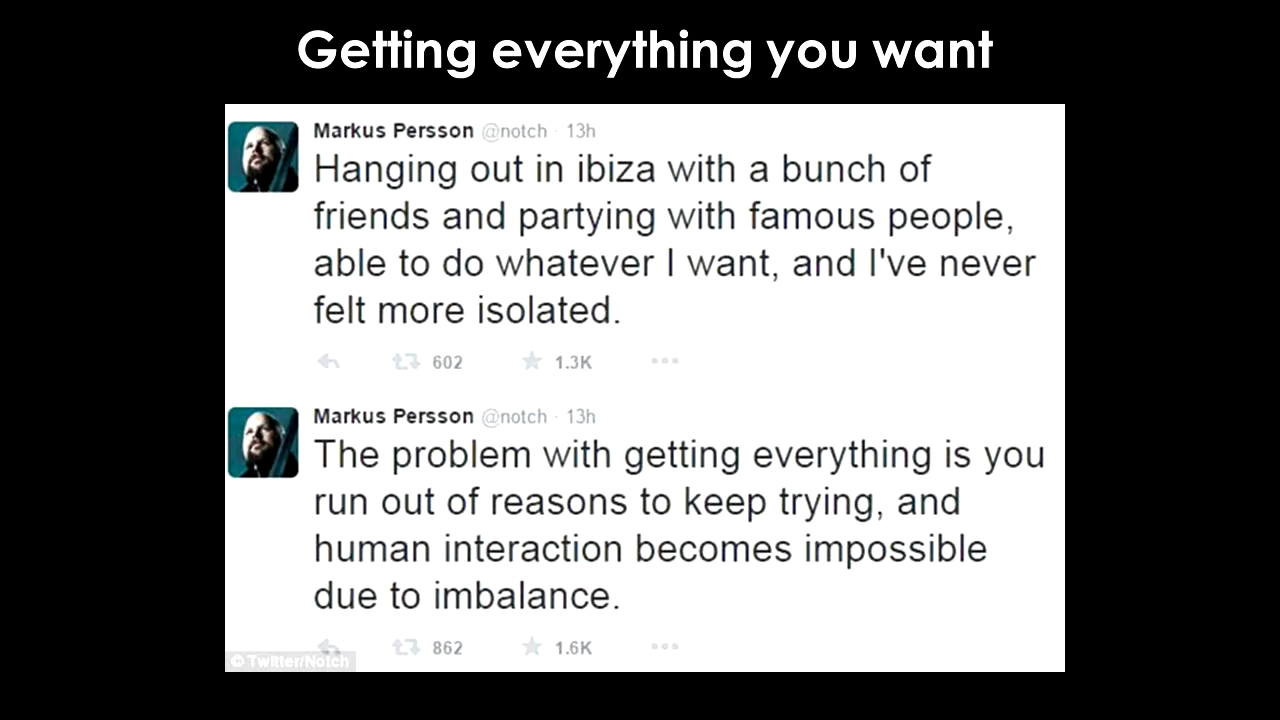 Getting everything you want
Markus Persson @notch · 13h
Hanging out in ibiza with a bunch of
friends and partying with famous people,
able to do whatever I want, and I've never
felt more isolated.
602 1.3K
Markus Persson @notch · 13h
The problem with getting everything is you
run out of reasons to keep trying, and
human interaction becomes impossible
due to imbalance.
862 1.6K
© Twitter/Notch